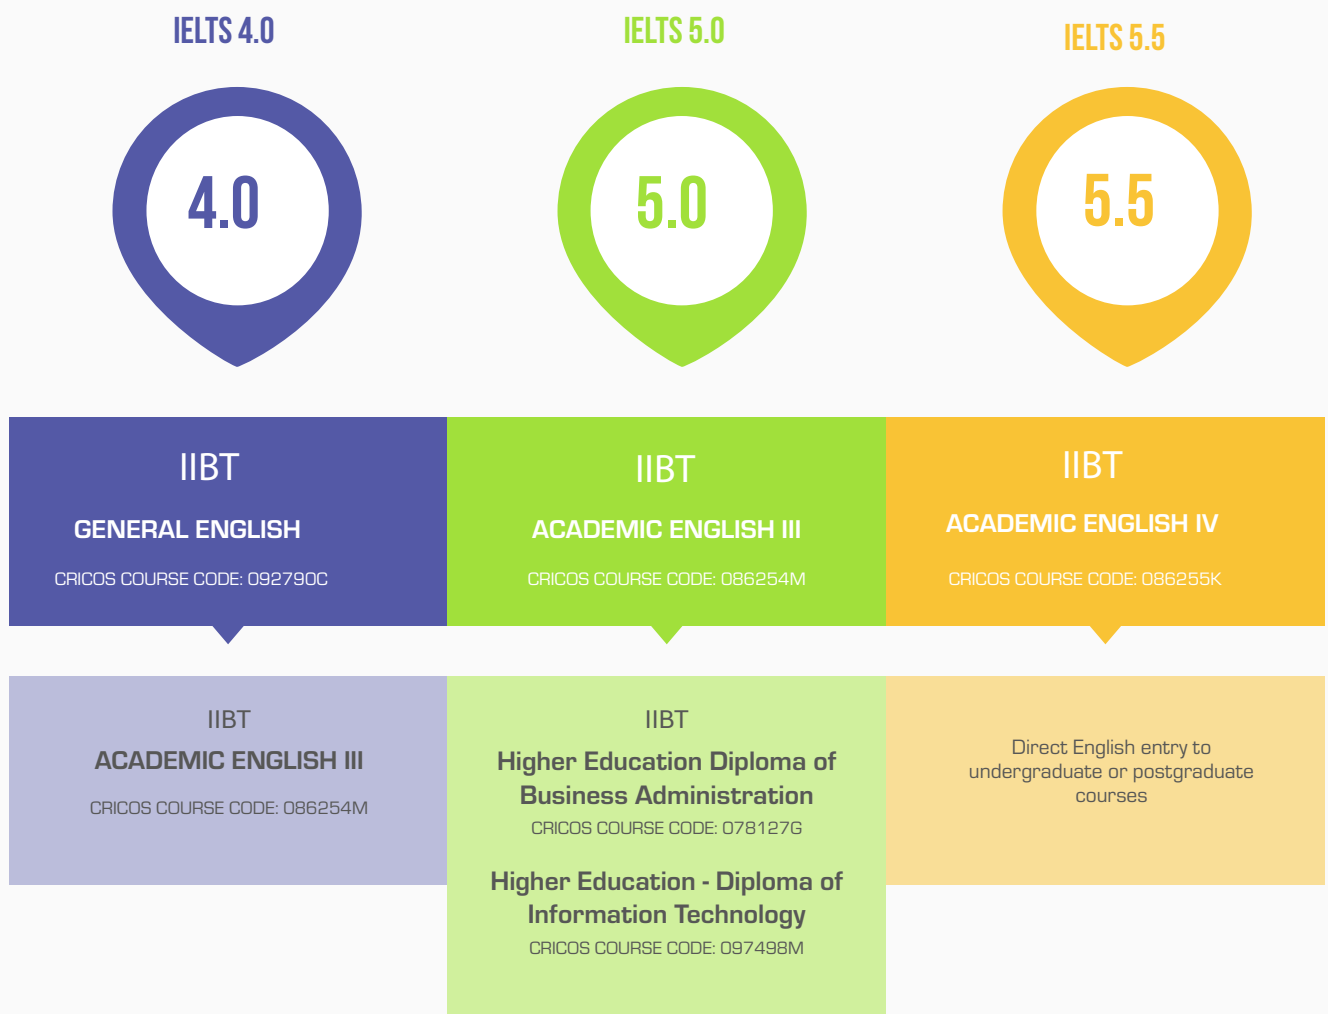 IELTS 4.0
IELTS 5.0
IELTS 5.5
4.0
5.0
5.5
IIBT
GENERAL ENGLISH
CRICOS COURSE CODE: 092790C
IIBT
ACADEMIC ENGLISH III
CRICOS COURSE CODE: 086254M
IIBT
ACADEMIC ENGLISH IV
CRICOS COURSE CODE: 086255K
IIBT
ACADEMIC ENGLISH III
CRICOS COURSE CODE: 086254M
IIBT
Higher Education Diploma of
Business Administration
CRICOS COURSE CODE: 078127G
Higher Education - Diploma of
Information Technology
CRICOS COURSE CODE: 097498M
Direct English entry to
undergraduate or postgraduate
courses